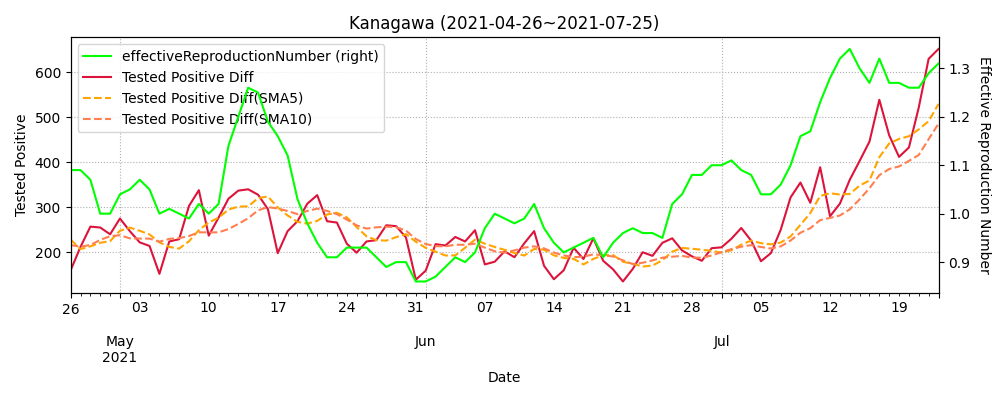 Kanagawa (2021-04-26~2021-07-25)
effectiveReproductionNumber (right)
Tested Positive Diff
Tested Positive Diff(SMA5)
Tested Positive Diff(SMA10)
Tested Positive
600
500
400
300
200
1.3
1.2
1.1
1.0
0.9
Effective Reproduction Number
26 03 10 17 24 31 07 14 21 28 05 12 19
May Jun Jul
2021
Date